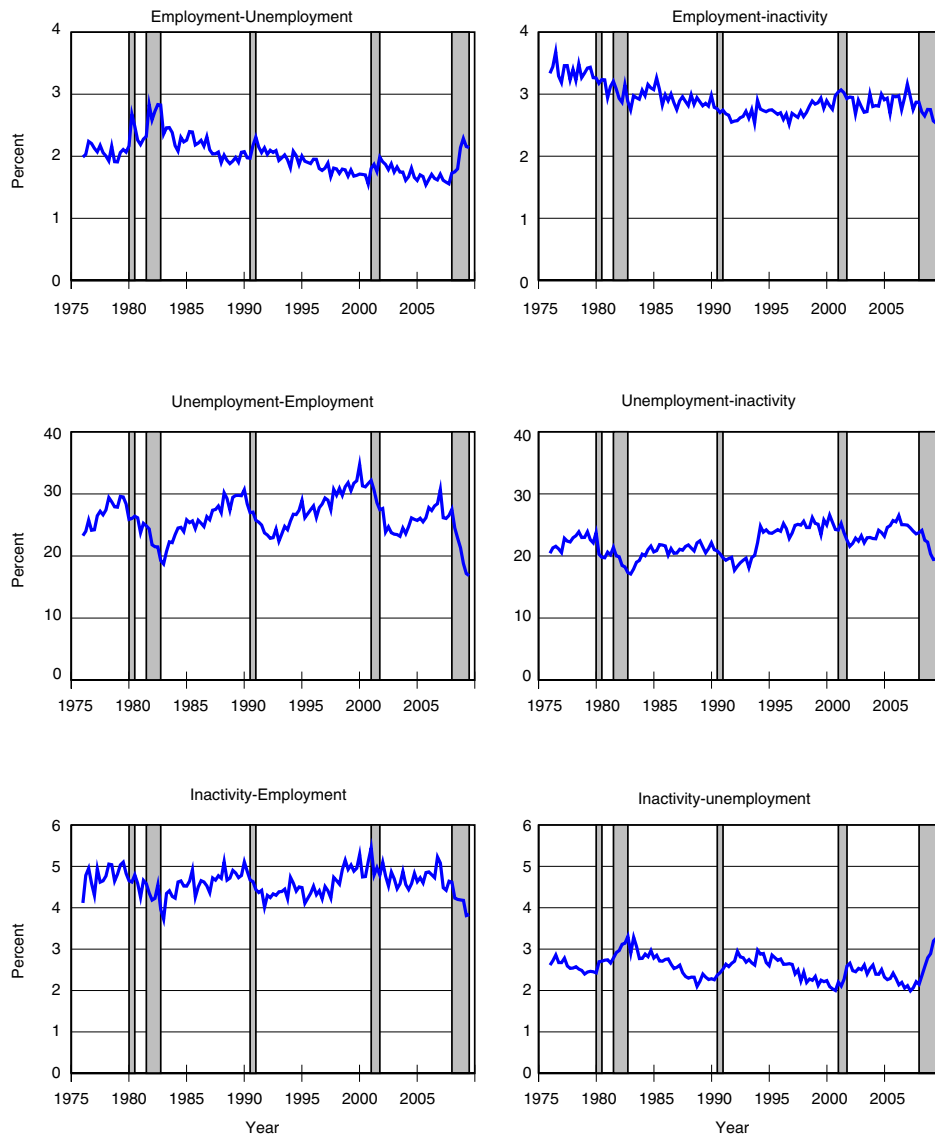 Employment-Unemployment
4
3
2
1
0
Percent
1975 1980 1985 1990 1995 2000 2005
Employment-inactivity
4
3
2
1
0
1975 1980 1985 1990 1995 2000 2005
Unemployment-Employment
40
30
20
10
0
Percent
1975 1980 1985 1990 1995 2000 2005
Unemployment-inactivity
40
30
20
10
0
1975 1980 1985 1990 1995 2000 2005
Inactivity-Employment
6
5
4
3
2
1
0
Percent
1975 1980 1985 1990 1995 2000 2005
Year
Inactivity-unemployment
6
5
4
3
2
1
0
1975 1980 1985 1990 1995 2000 2005
Year